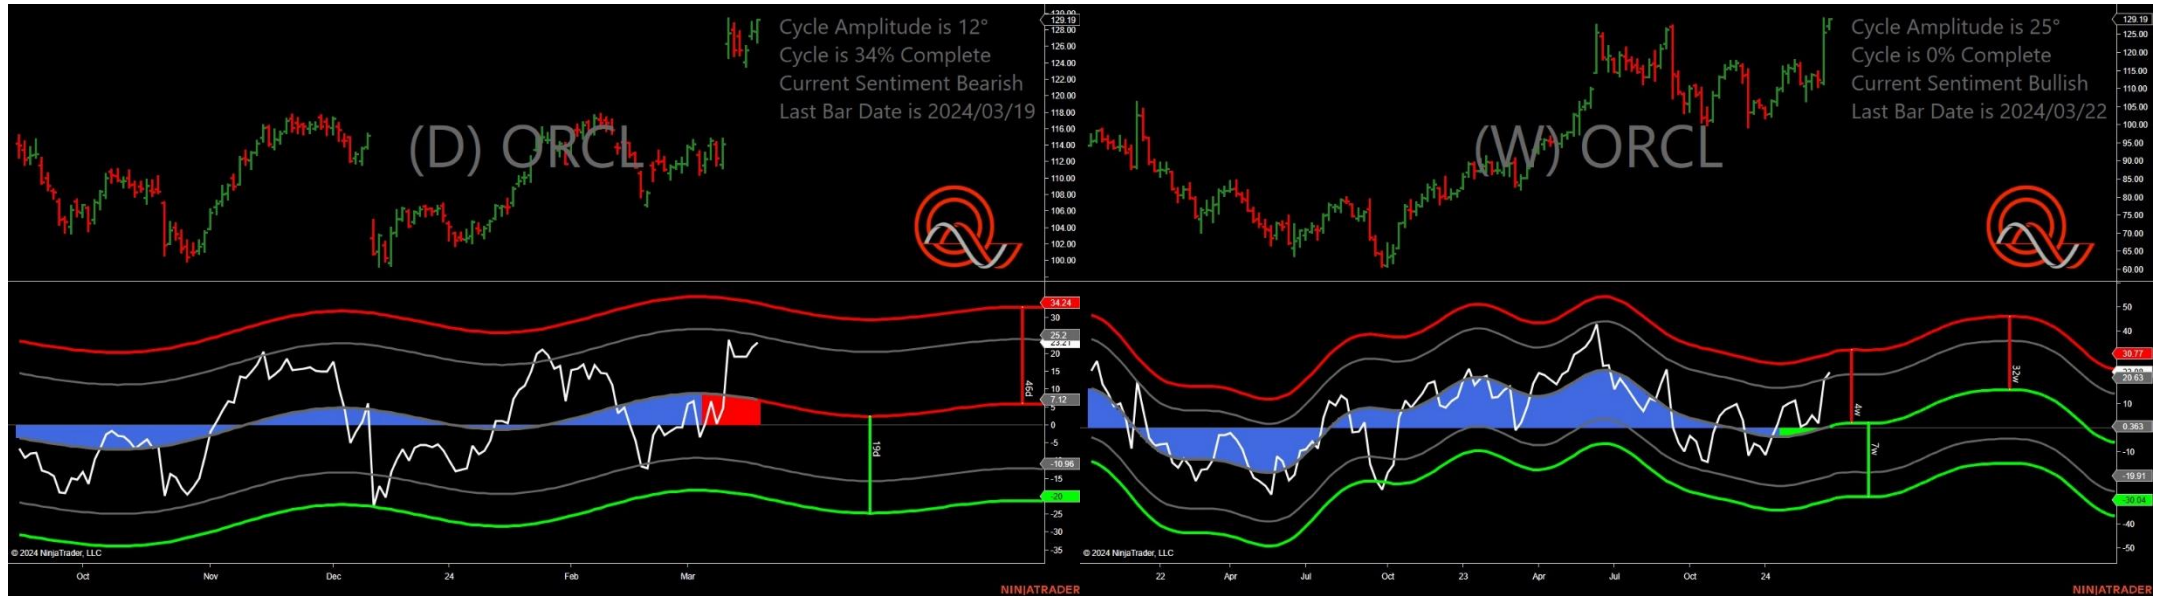 Cycle Amplitude is 12°
Cycle is 34% Complete
Current Sentiment Bearish
Last Bar Date is 2024/03/19
(D) ORCL
130.00
129.19
128.00
126.00
124.00
122.00
120.00
118.00
116.00
114.00
112.00
110.00
108.00
106.00
104.00
102.00
100.00
34.24
30
25.2
23.21
20
15
10
7.12
5
0
-5
-10.96
-15
-20
-25
-30
-35
46d
19d
© 2024 NinjaTrader, LLC
Oct
Nov
Dec
24
Feb
Mar
NINJATRADER
Cycle Amplitude is 25°
Cycle is 0% Complete
Current Sentiment Bullish
Last Bar Date is 2024/03/22
(W) ORCL
129.19
125.00
120.00
115.00
110.00
105.00
100.00
95.00
90.00
85.00
80.00
75.00
70.00
65.00
60.00
50
40
30.77
20.63
10
0.363
-10
-19.91
-30.04
-40
-50
4w
7w
32w
© 2024 NinjaTrader, LLC
22
Apr
Jul
Oct
23
Apr
Jul
Oct
24
NINJATRADER